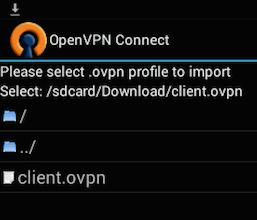 OpenVPN Connect
Please select .ovpn profile to import
Select: /sdcard/Download/client.ovpn
/
../
client.ovpn